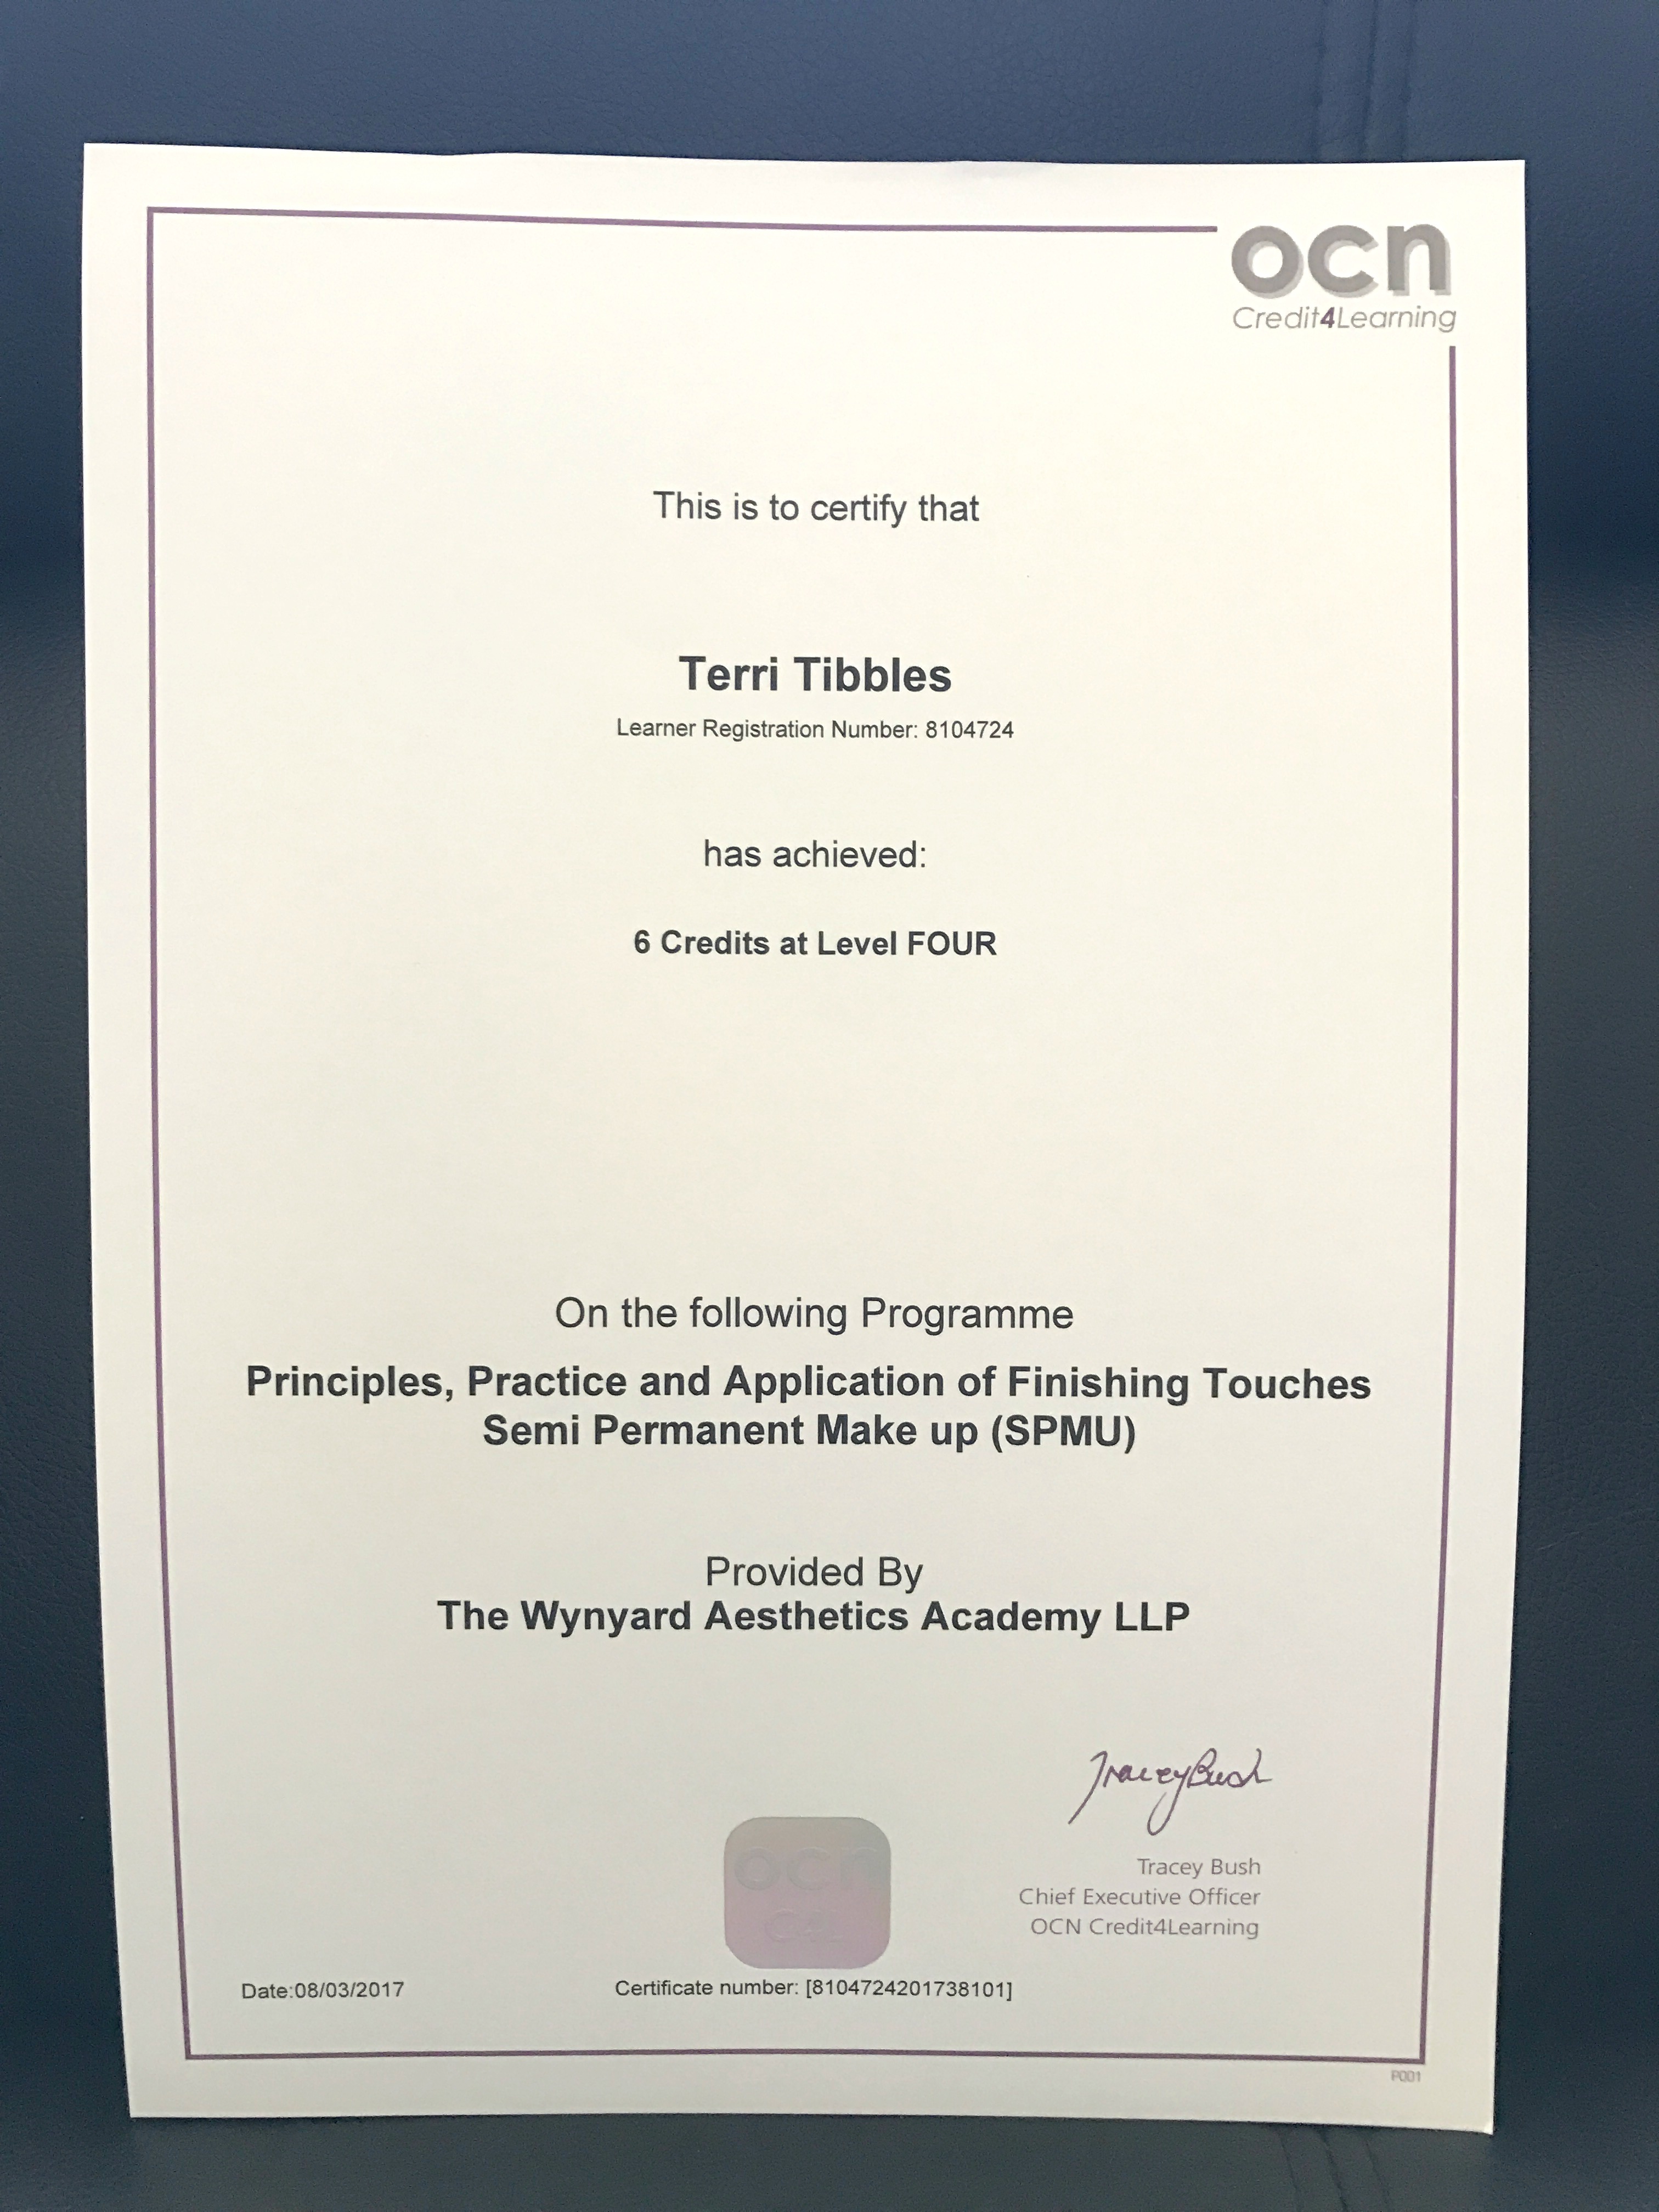 ocn
Credit4Learning
This is to certify that
Terri Tibbles
Learner Registration Number: 8104724
has achieved:
6 Credits at Level FOUR
On the following Programme
Principles, Practice and Application of Finishing Touches
Semi Permanent Make up (SPMU)
Provided By
The Wynyard Aesthetics Academy LLP
Tracey Bush
Tracey Bush
Chief Executive Officer
OCN Credit4Learning
ocn
C4L
Date:08/03/2017
Certificate number: [8104724201738101]
P001